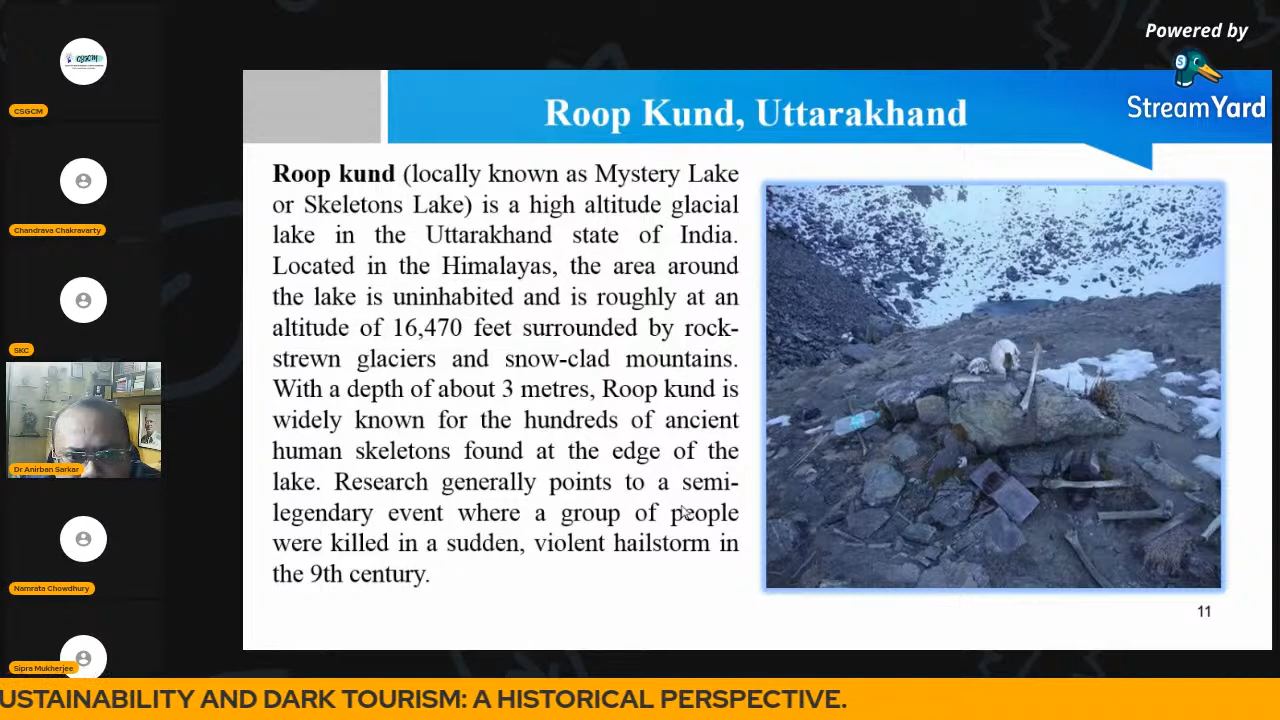 Powered by
StreamYard
CSGCM
Chandrava Chakravarty
SKC
Dr Anirban Sarkar
Namrata Chowdhury
Sipra Mukherjee
Roop Kund, Uttarakhand
Roop kund (locally known as Mystery Lake
or Skeletons Lake) is a high altitude glacial
lake in the Uttarakhand state of India.
Located in the Himalayas, the area around
the lake is uninhabited and is roughly at an
altitude of 16,470 feet surrounded by rock-
strewn glaciers and snow-clad mountains.
With a depth of about 3 metres, Roop kund is
widely known for the hundreds of ancient
human skeletons found at the edge of the
lake. Research generally points to a semi-
legendary event where a group of people
were killed in a sudden, violent hailstorm in
the 9th century.
11
USTAINABILITY AND DARK TOURISM: A HISTORICAL PERSPECTIVE.